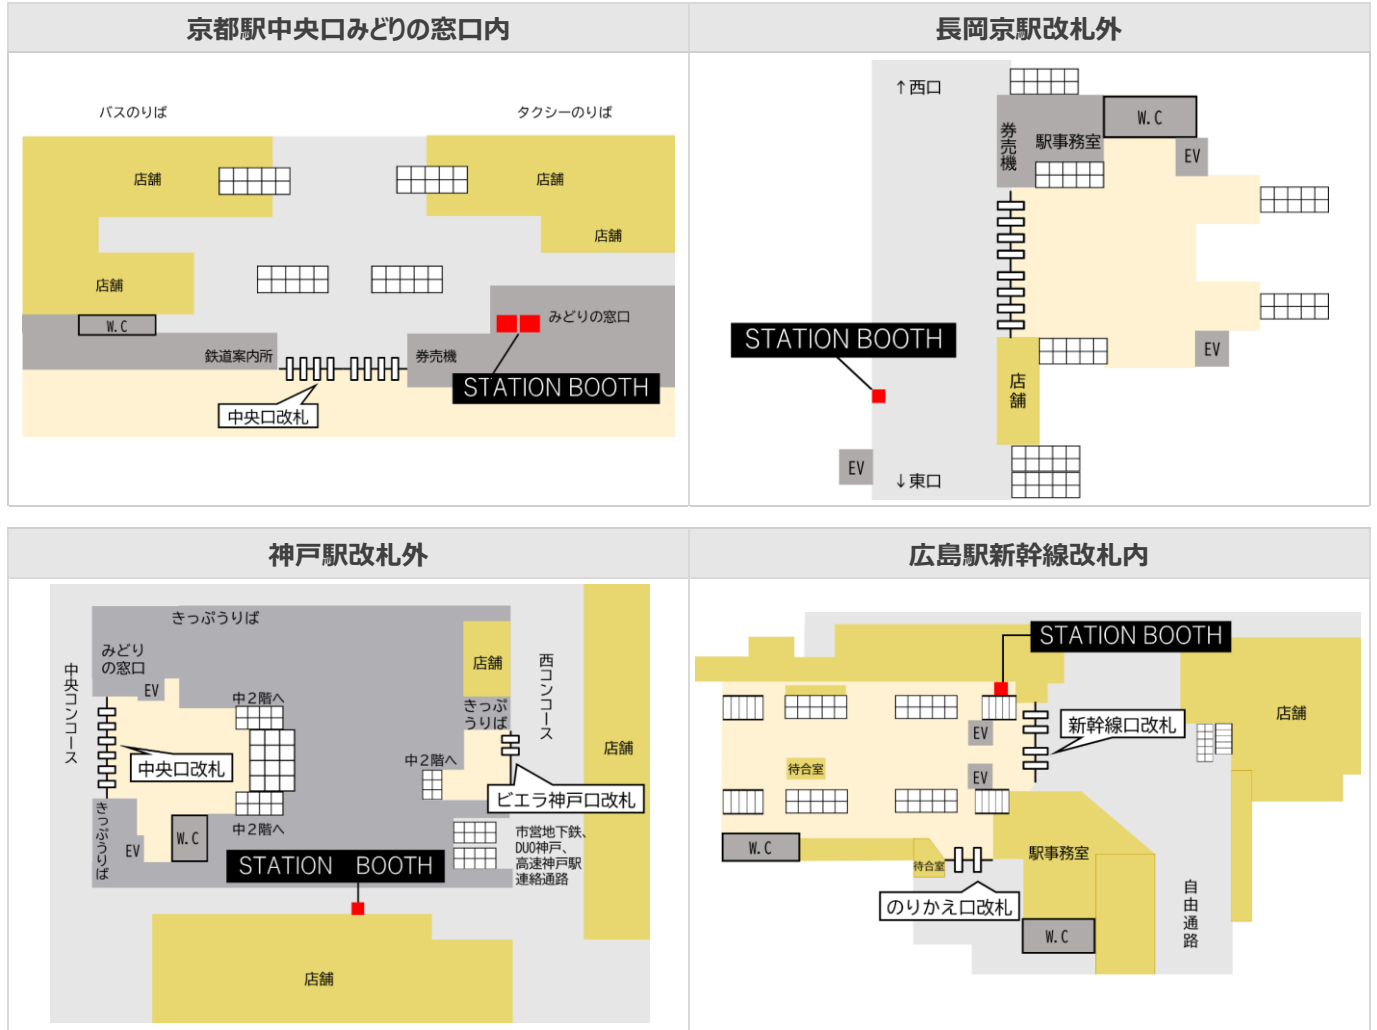 京都駅中央口みどりの窓口内
バスのりば
タクシーのりば
店舗
店舗
店舗
店舗
W.C
みどりの窓口
鉄道案内所
券売機
STATION BOOTH
中央口改札
長岡京駅改札外
↑西口
券売機
駅事務室
W.C
EV
STATION BOOTH
EV
店舗
EV
↓東口
神戸駅改札外
きっぷうりば
みどり
の窓口
EV
中2階へ
店舗
西コンコース
中央コンコース
きっぷ
うりば
店舗
中央口改札
中2階へ
ビエラ神戸口改札
きっぷうりば
中2階へ
W.C
EV
市営地下鉄、
DUO神戸、
高速神戸駅
連絡通路
STATION BOOTH
店舗
広島駅新幹線改札内
STATION BOOTH
店舗
新幹線口改札
EV
待合室
EV
W.C
駅事務室
待合室
のりかえ口改札
自由通路
W.C